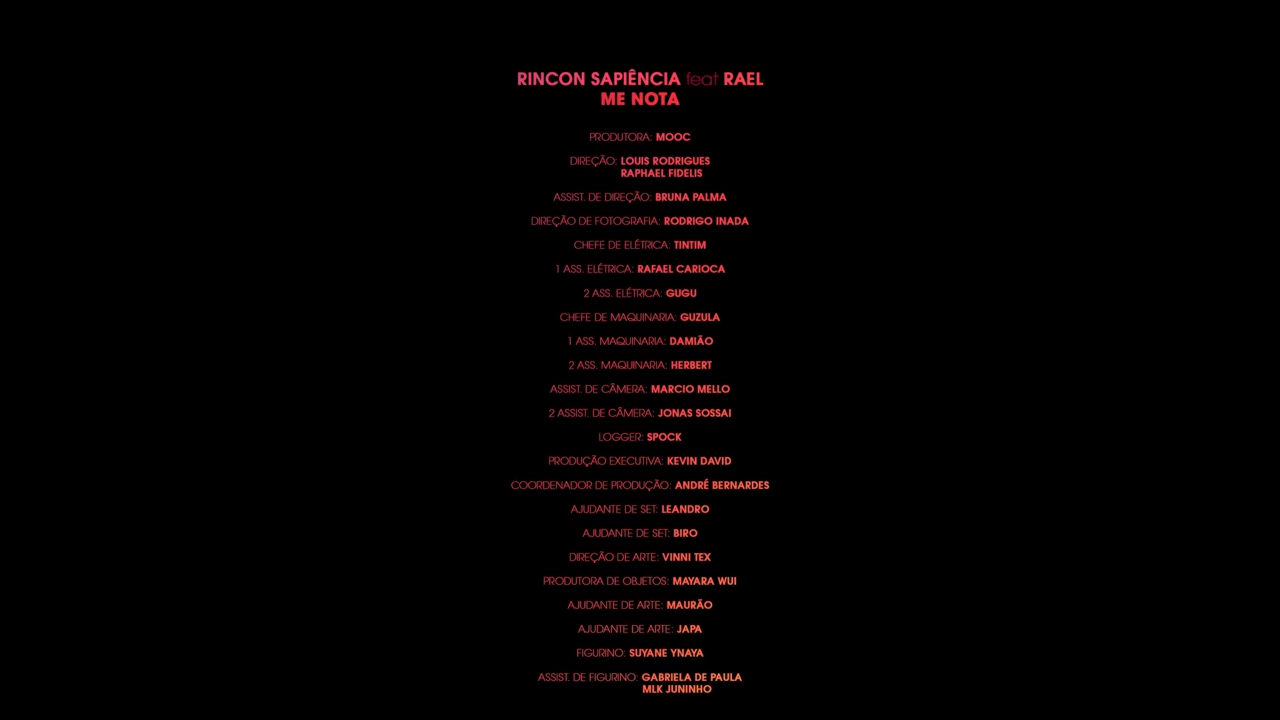 RINCON SAPIÊNCIA feat RAEL
ME NOTA
PRODUTORA: MOOC
DIREÇÃO: LOUIS RODRIGUES
RAPHAEL FIDELIS
ASSIST. DE DIREÇÃO: BRUNA PALMA
DIREÇÃO DE FOTOGRAFIA: RODRIGO INADA
CHEFE DE ELÉTRICA: TINTIM
1 ASS. ELÉTRICA: RAFAEL CARIOCA
2 ASS. ELÉTRICA: GUGU
CHEFE DE MAQUINARIA: GUZULA
1 ASS. MAQUINARIA: DAMIÃO
2 ASS. MAQUINARIA: HERBERT
ASSIST. DE CÂMERA: MARCIO MELLO
2 ASSIST. DE CÂMERA: JONAS SOSSAI
LOGGER: SPOCK
PRODUÇÃO EXECUTIVA: KEVIN DAVID
COORDENADOR DE PRODUÇÃO: ANDRÉ BERNARDES
AJUDANTE DE SET: LEANDRO
AJUDANTE DE SET: BIRO
DIREÇÃO DE ARTE: VINNI TEX
PRODUTORA DE OBJETOS: MAYARA WUI
AJUDANTE DE ARTE: MAURÃO
AJUDANTE DE ARTE: JAPA
FIGURINO: SUYANE YNAYA
ASSIST. DE FIGURINO: GABRIELA DE PAULA
MLK JUNINHO